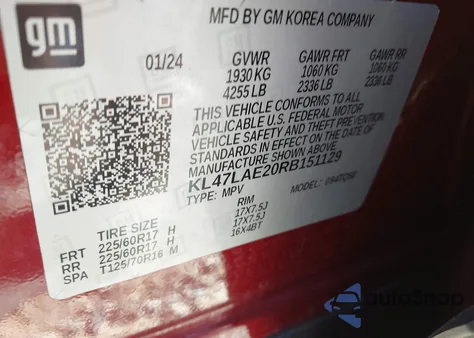 gm
MFD BY GM KOREA COMPANY
01/24 GVWR GAWR FRT GAWR RR
1930 KG 1060 KG 1060 KG
4255 LB 2336 LB 2336 LB
THIS VEHICLE CONFORMS TO ALL
APPLICABLE U.S. FEDERAL MOTOR
VEHICLE SAFETY AND THEFT PREVENTION
STANDARDS IN EFFECT ON THE DATE OF
MANUFACTURE SHOWN ABOVE.
KL47LAE20RB151129
TYPE: MPV MODEL:
TIRE SIZE RIM
FRT 225/60R17 H 17X7.5J
RR 225/60R17 H 17X7.5J
SPA T125/70R16 M 16X4BT
autoSnap